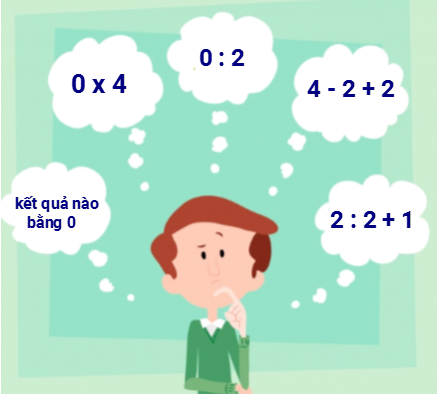 0 x 4
0 : 2
4 - 2 + 2
kết quả nào
bằng 0
2 : 2 + 1